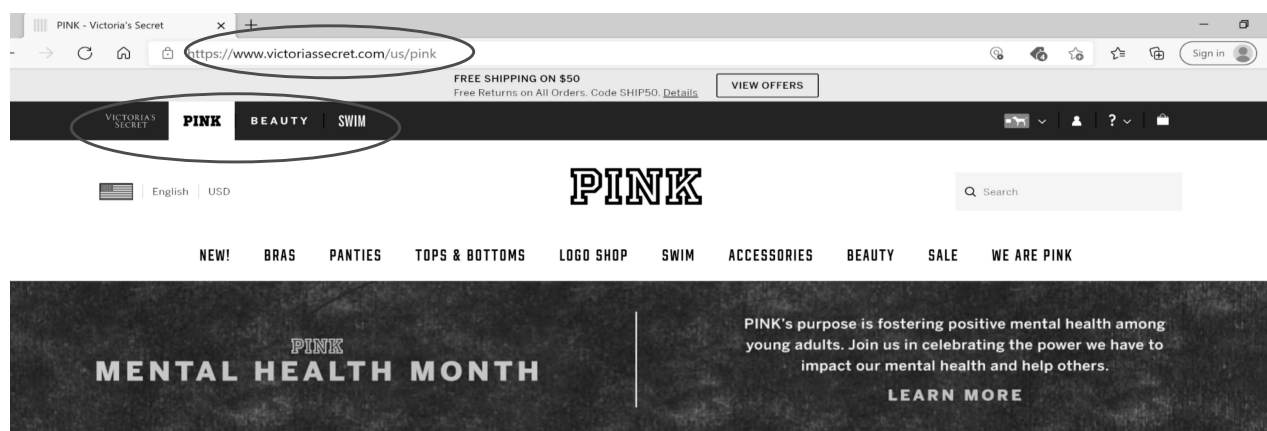 PINK - Victoria's Secret
https://www.victoriassecret.com/us/pink
Sign in
FREE SHIPPING ON $50
Free Returns on All Orders. Code SHIP50. Details
VIEW OFFERS
VICTORIA'S
SECRET
PINK
BEAUTY
SWIM
?
English
USD
PINK
Search
NEW!
BRAS
PANTIES
TOPS & BOTTOMS
LOGO SHOP
SWIM
ACCESSORIES
BEAUTY
SALE
WE ARE PINK
PINK
MENTAL HEALTH MONTH
PINK's purpose is fostering positive mental health among
young adults. Join us in celebrating the power we have to
impact our mental health and help others.
LEARN MORE